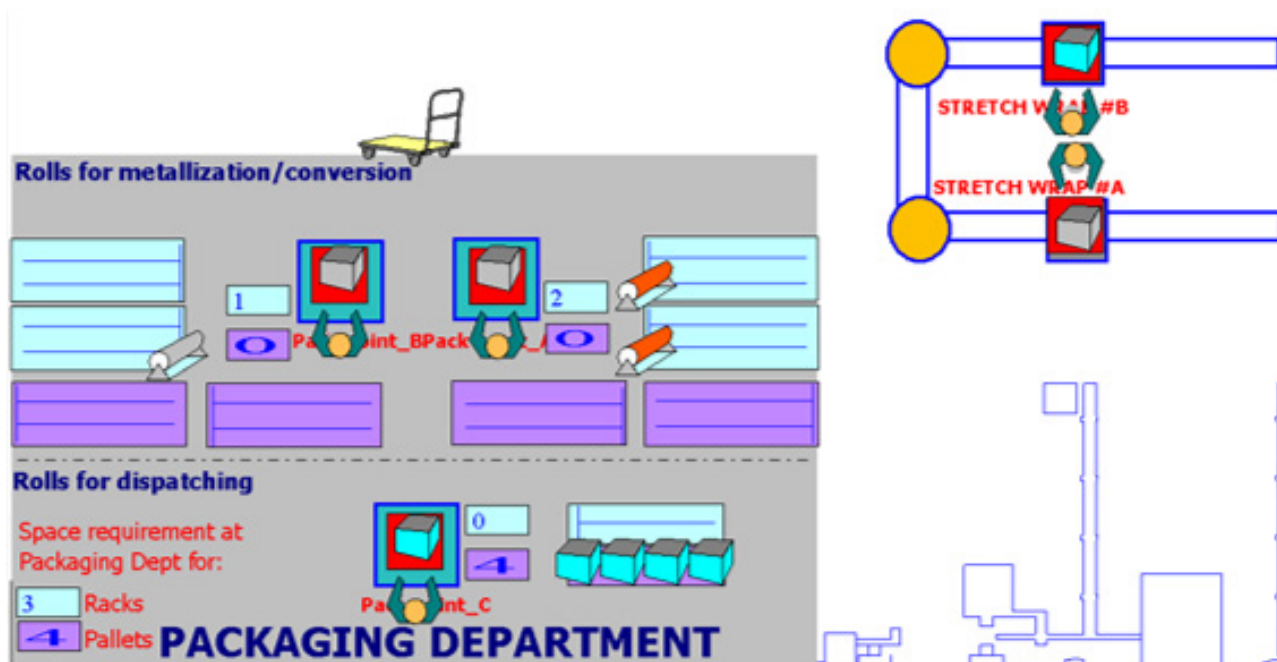 STRETCH WRAP #B
STRETCH WRAP #A
Rolls for metallization/conversion
1
2
0
0
Rolls for dispatching
0
4
Space requirement at
Packaging Dept for:
3 Racks
4 Pallets
PACKAGING DEPARTMENT